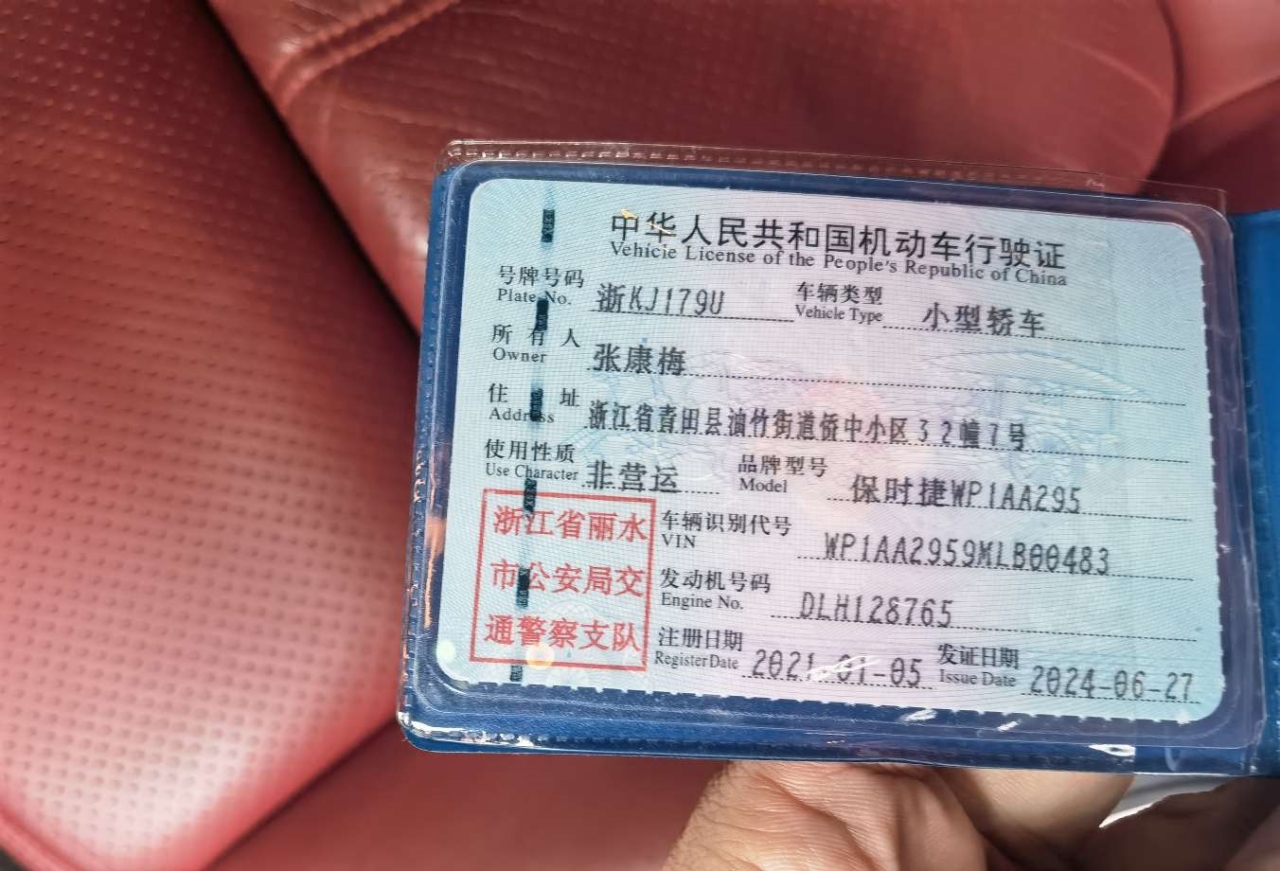 中华人民共和国机动车行驶证
Vehicle License of the People's Republic of China
号牌号码 浙KJ179U 车辆类型 小型轿车
Plate No. Vehicle Type
所有人 张康梅
Owner
住址 浙江省青田县油竹街道侨中小区32幢7号
Address
使用性质 非营运 品牌型号 保时捷WP1AA295
Use Character Model
浙江省丽水
市公安局交
通警察支队
车辆识别代号 WP1AA2959MLB00483
VIN
发动机号码 DLH128765
Engine No.
注册日期 2021-01-05 发证日期 2024-06-27
Register Date Issue Date